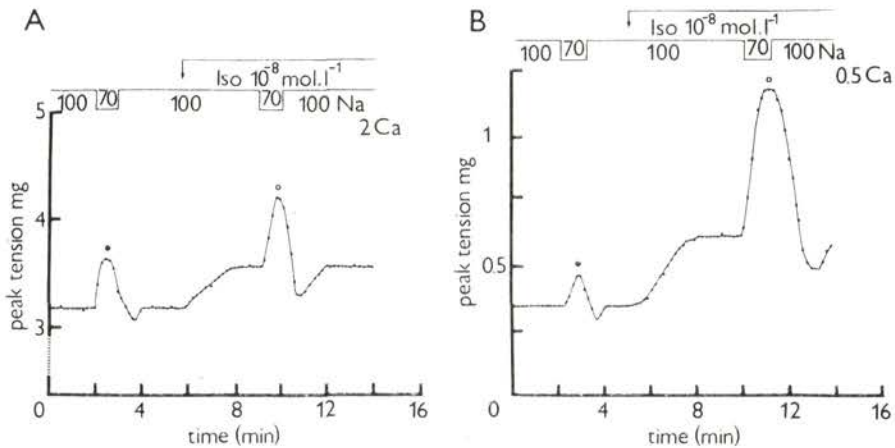 A
Iso 10⁻⁸ mol.l⁻¹
100 70 100 70 100 Na
2 Ca
5
4
3
peak tension mg
0 4 8 12 16
time (min)
B
Iso 10⁻⁸ mol.l⁻¹
100 70 100 70 100 Na
0.5 Ca
1
0.5
0
peak tension mg
0 4 8 12 16
time (min)